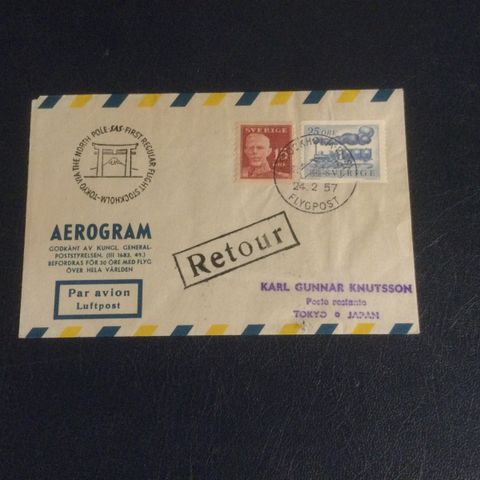 STOCKHOLM-TOKYO VIA THE NORTH POLE-SAS-FIRST REGULAR FLIGHT
SVERIGE
15
ÖRE
25 ÖRE
SVERIGE
STOCKHOLM
24.2.57
FLYGPOST
AEROGRAM
GODKÄNT AV KUNGL. GENERAL-
POSTSTYRELSEN. (III 1683, 49.)
BEFORDRAS FÖR 30 ÖRE MED FLYG
ÖVER HELA VÄRLDEN
Par avion
Luftpost
Retour
KARL GUNNAR KNUTSSON
Poste restante
TOKYO o JAPAN